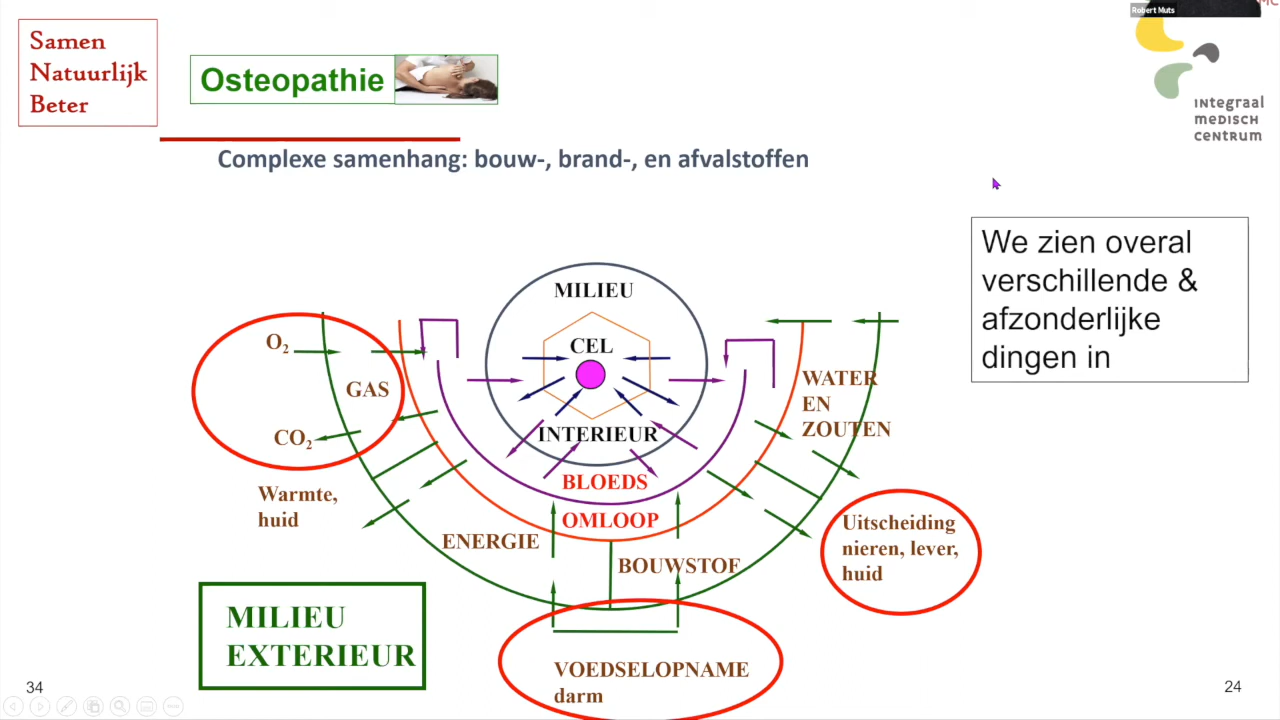 Robert Muts
Samen
Natuurlijk
Beter
Osteopathie
INTEGRAAL
MEDISCH
CENTRUM
Complexe samenhang: bouw-, brand-, en afvalstoffen
We zien overal
verschillende &
afzonderlijke
dingen in
MILIEU
CEL
INTERIEUR
O2
GAS
CO2
WATER
EN
ZOUTEN
BLOEDS
OMLOOP
Warmte,
huid
ENERGIE
BOUWSTOF
Uitscheiding
nieren, lever,
huid
MILIEU
EXTERIEUR
VOEDSELOPNAME
darm
34
24